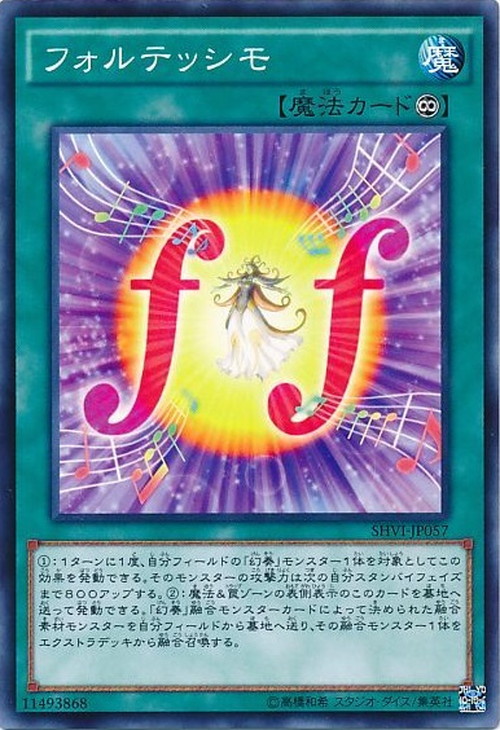 フォルテッシモ
魔
【魔法カード】
ff
SHVI-JP057
①:1ターンに1度、自分フィールドの「幻奏」モンスター1体を対象としてこの
効果を発動できる。そのモンスターの攻撃力は次の自分スタンバイフェイズ
まで800アップする。②:魔法&罠ゾーンの表側表示のこのカードを墓地へ
送って発動できる。「幻奏」融合モンスターカードによって決められた融合
素材モンスターを自分フィールドから墓地へ送り、その融合モンスター1体を
エクストラデッキから融合召喚する。
11493868
©高橋和希 スタジオ・ダイス/集英社